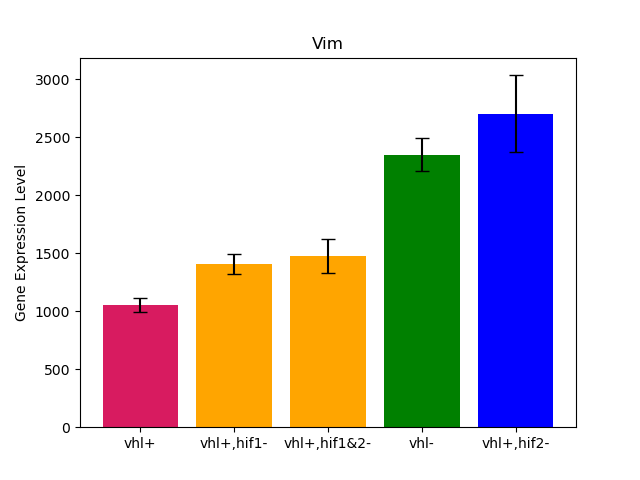 Vim
Gene Expression Level
3000
2500
2000
1500
1000
500
0
vhl+ vhl+,hif1- vhl+,hif1&2- vhl- vhl+,hif2-